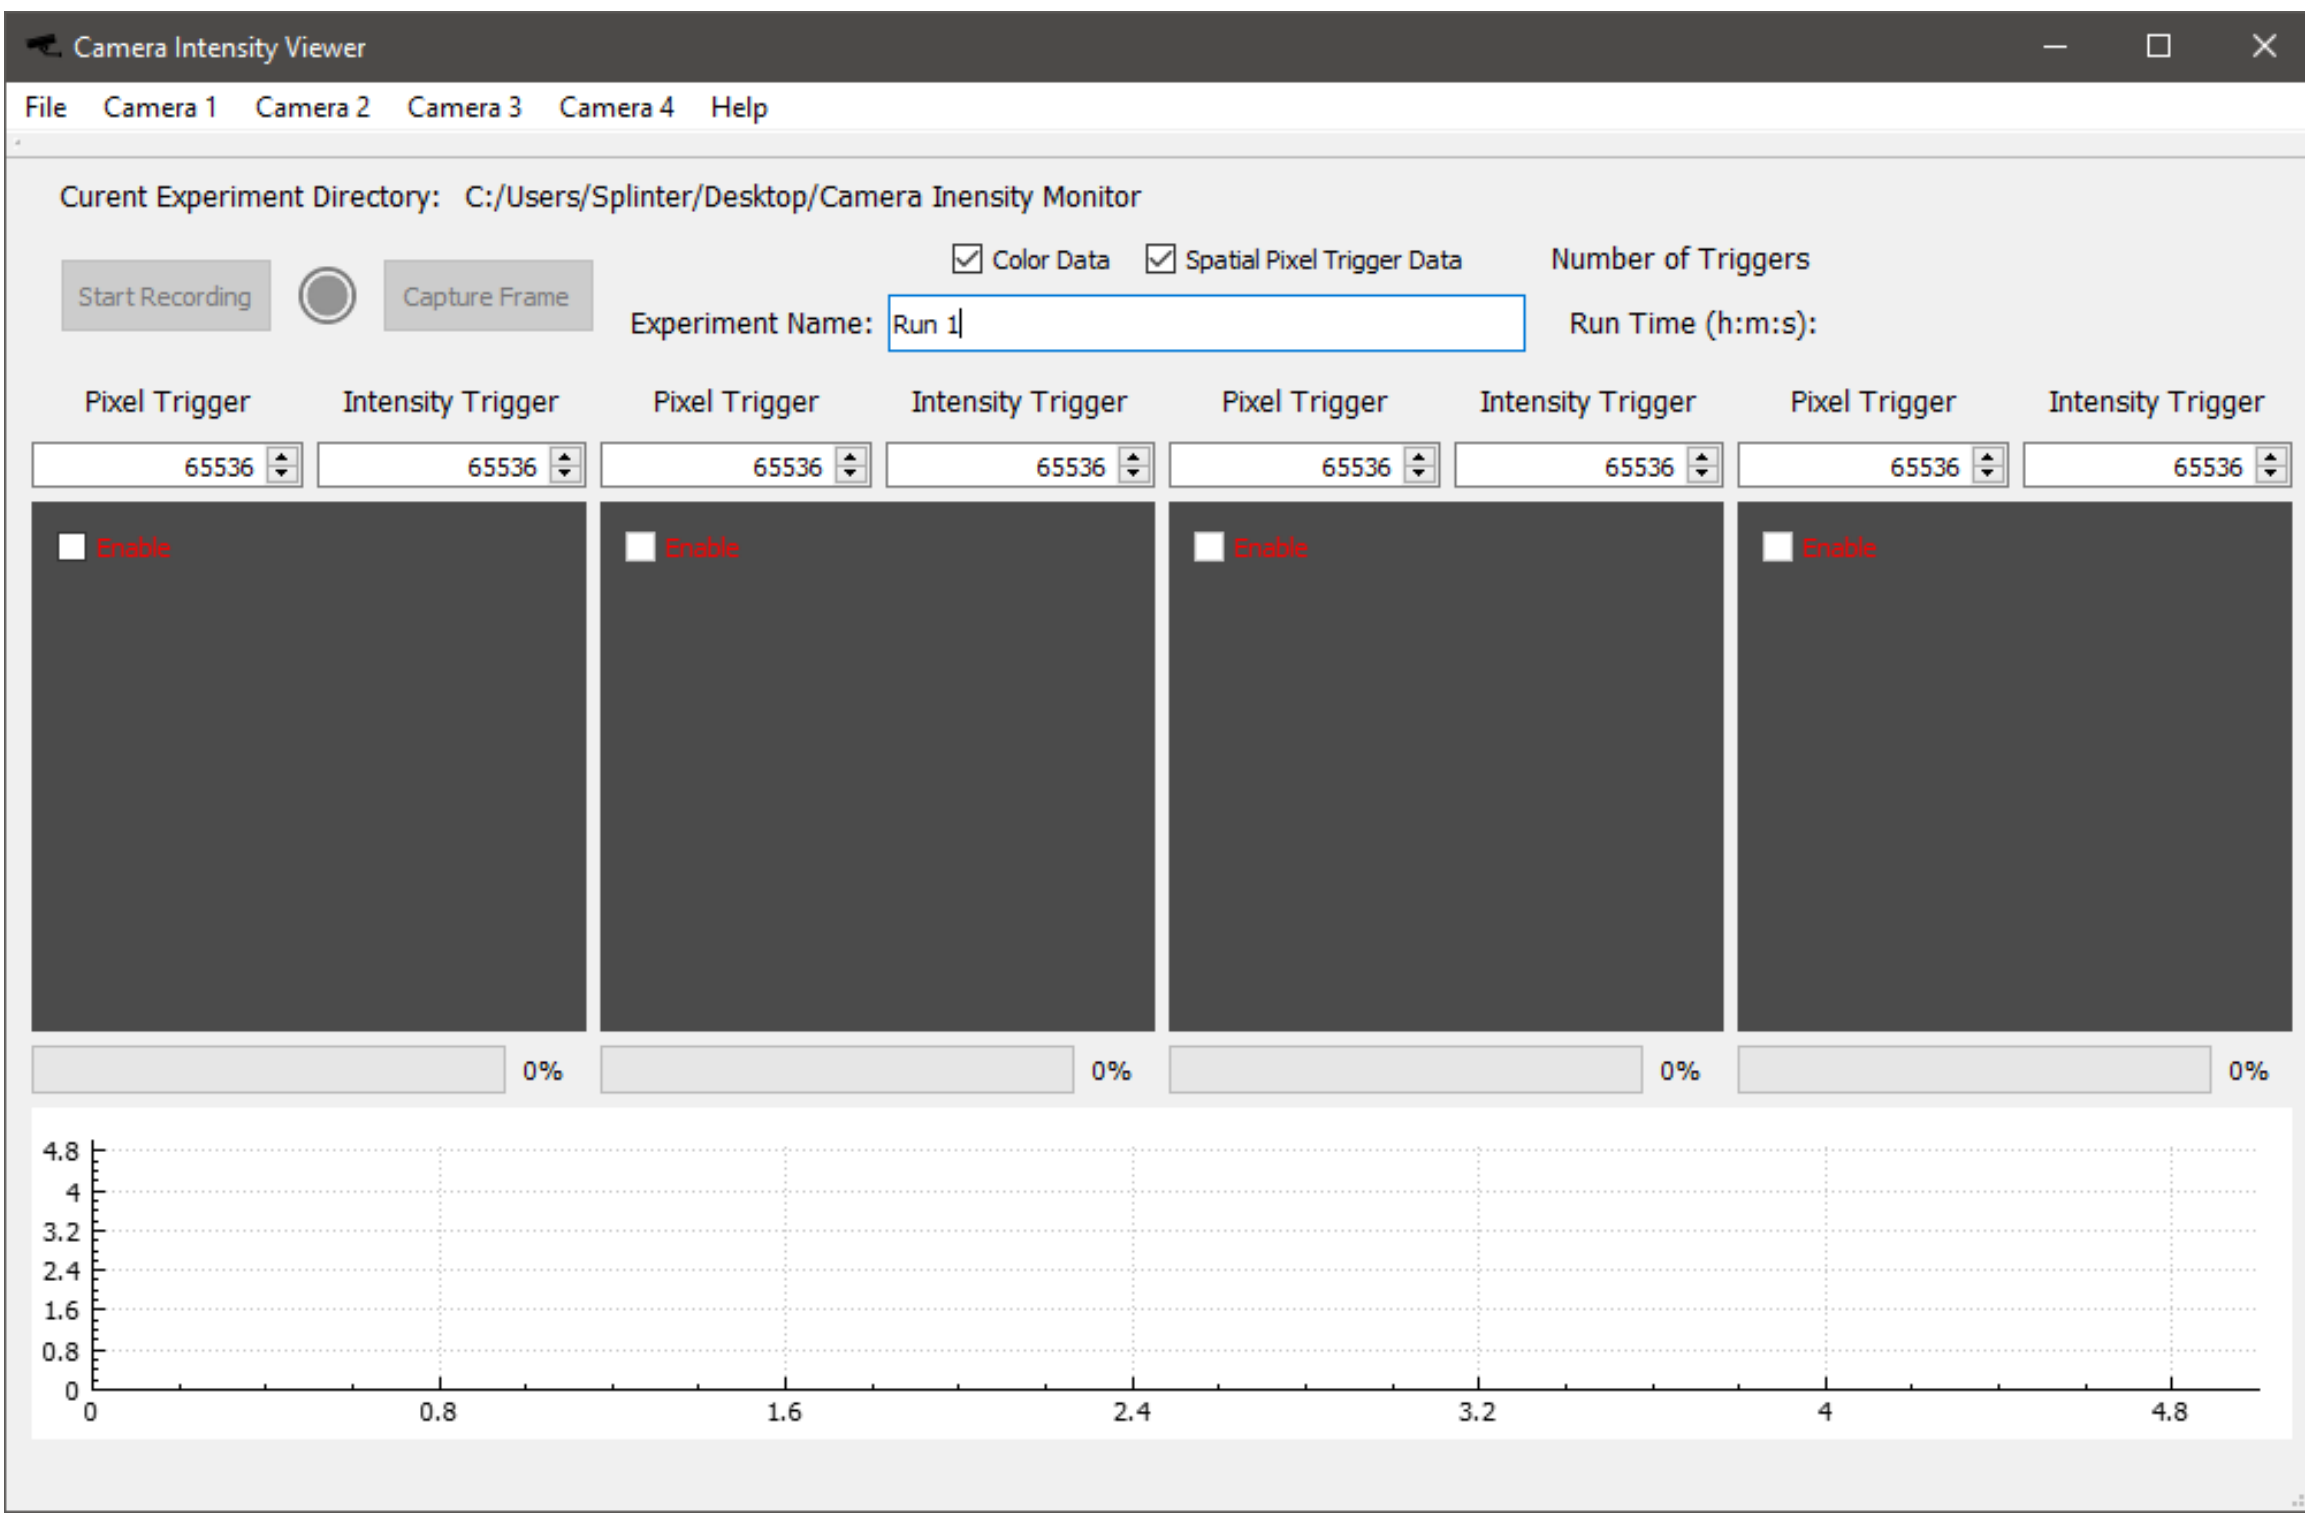 Camera Intensity Viewer
File Camera 1 Camera 2 Camera 3 Camera 4 Help
Curent Experiment Directory: C:/Users/Splinter/Desktop/Camera Inensity Monitor
Color Data Spatial Pixel Trigger Data Number of Triggers
Start Recording Capture Frame
Experiment Name: Run 1 Run Time (h:m:s):
Pixel Trigger Intensity Trigger Pixel Trigger Intensity Trigger Pixel Trigger Intensity Trigger Pixel Trigger Intensity Trigger
65536 65536 65536 65536 65536 65536 65536 65536
Enable Enable Enable Enable
0% 0% 0% 0%
4.8
4
3.2
2.4
1.6
0.8
0
0 0.8 1.6 2.4 3.2 4 4.8